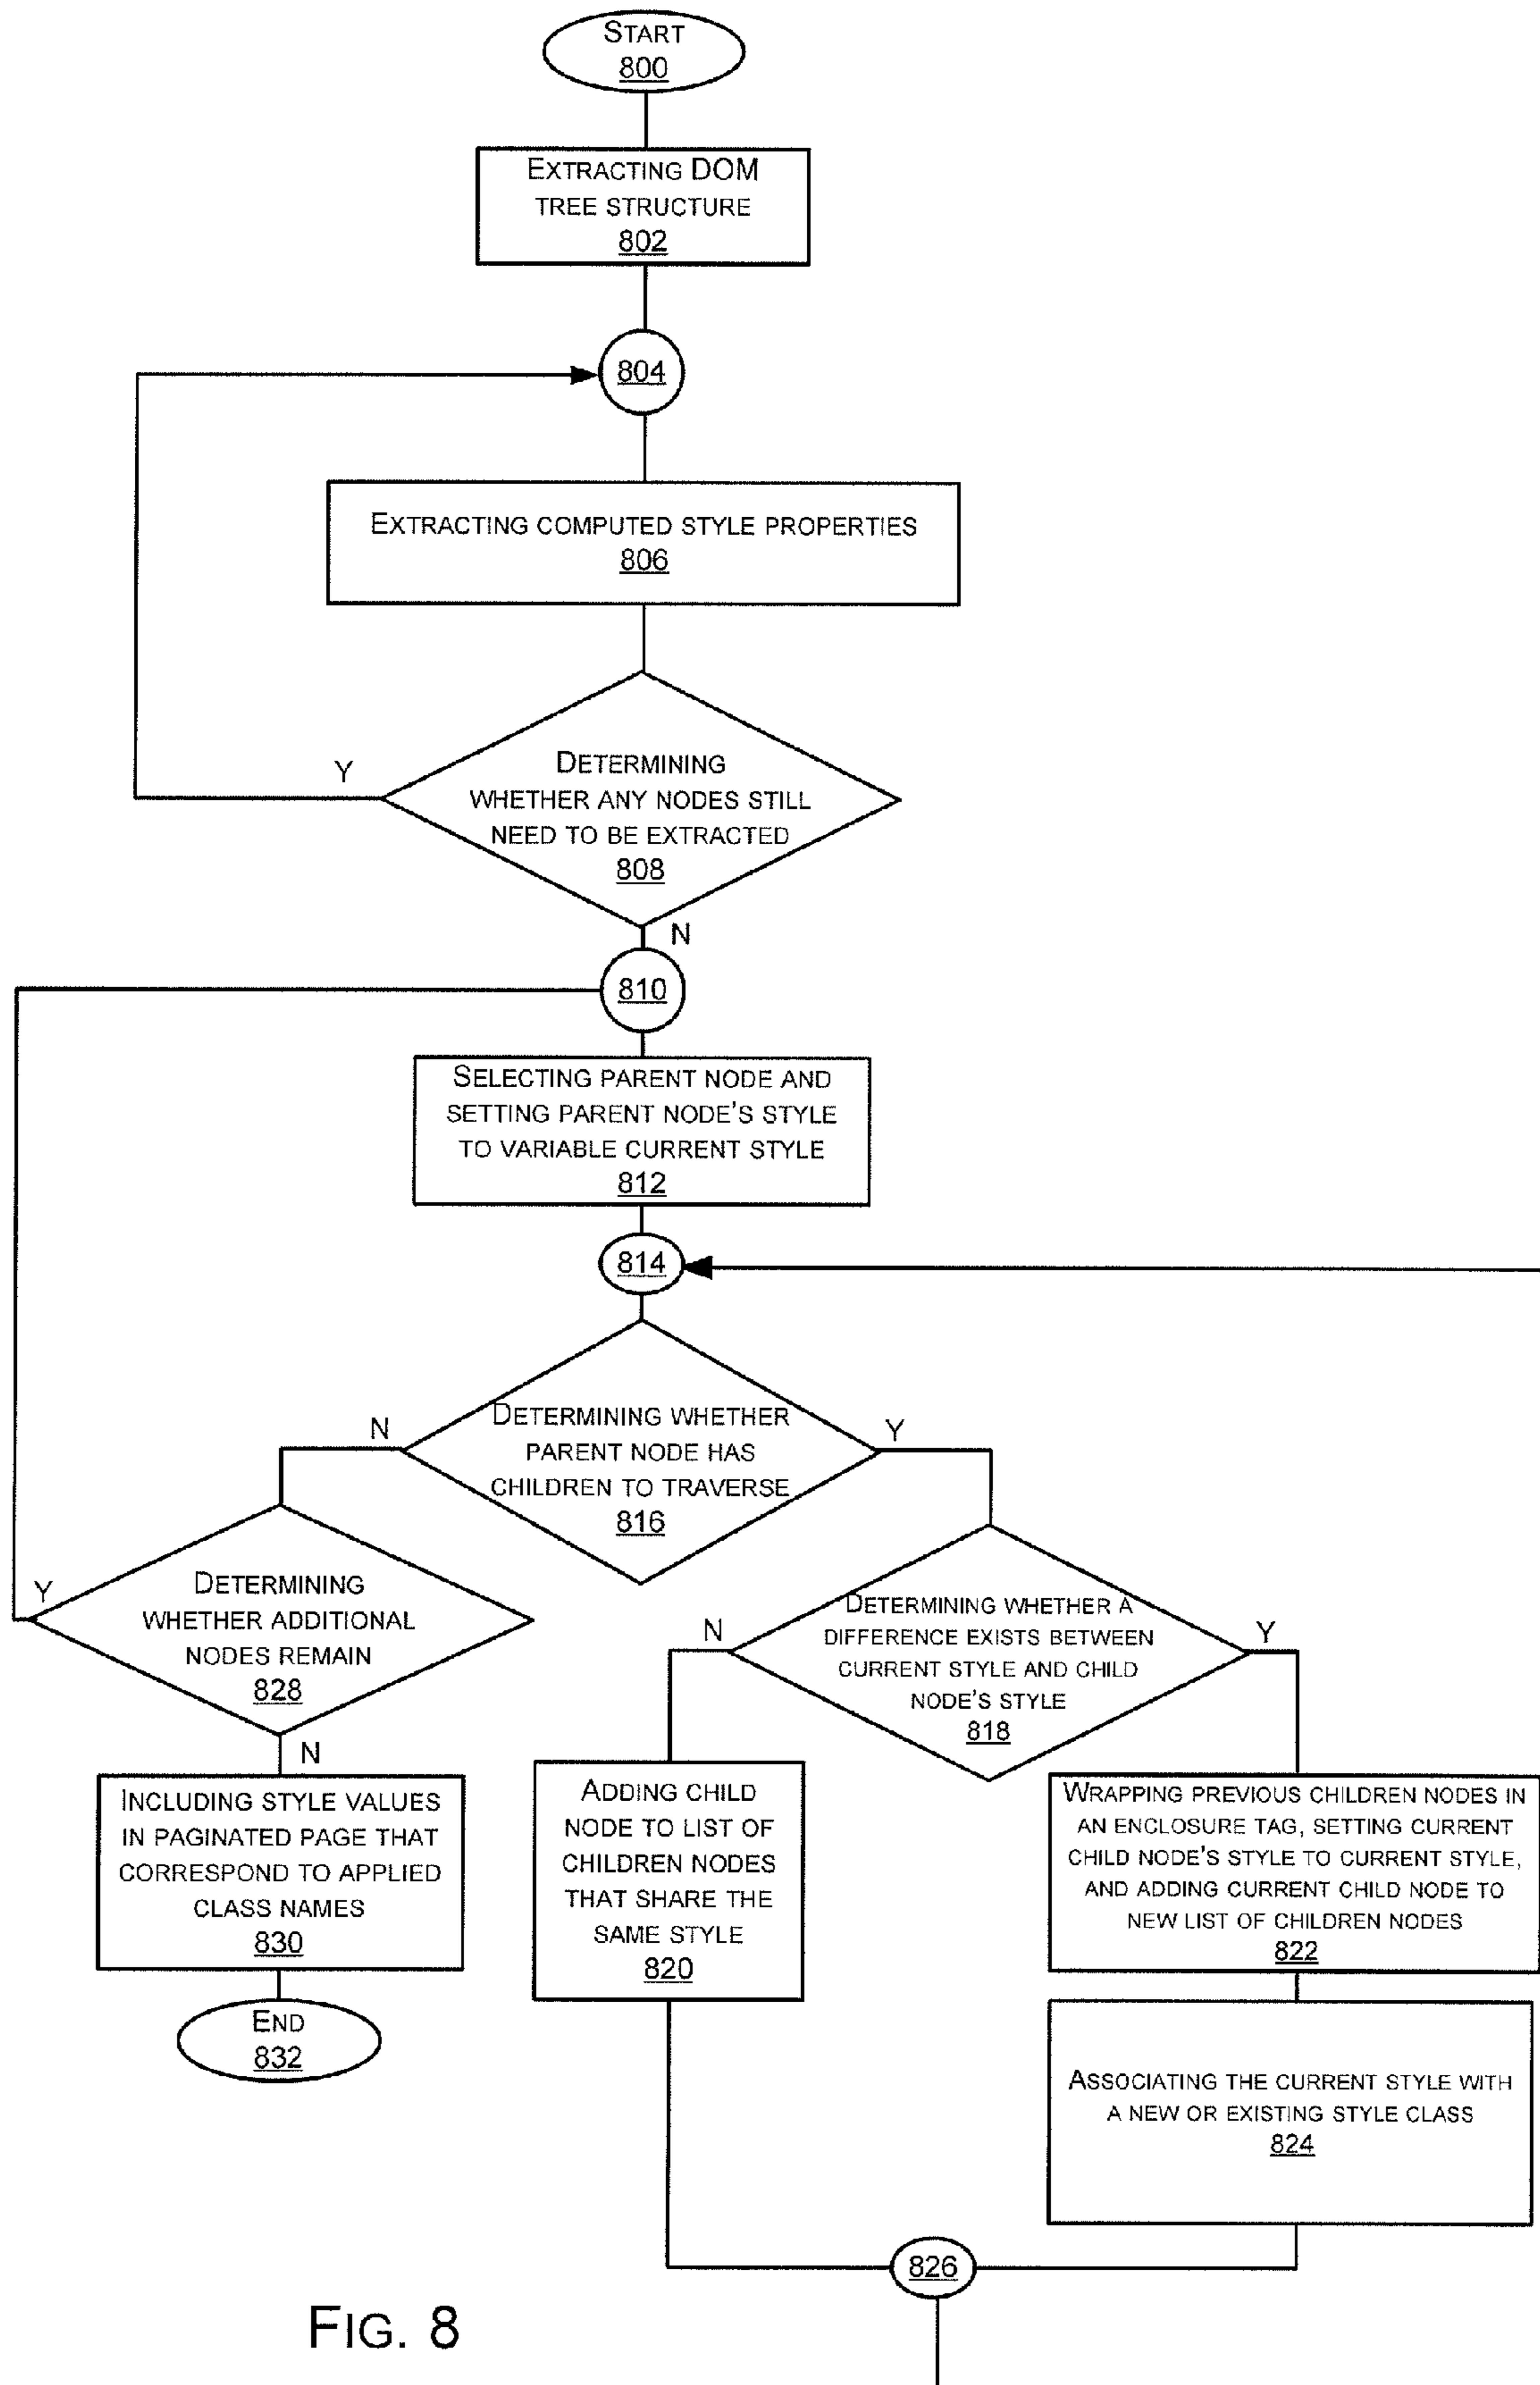 START
800
EXTRACTING DOM
TREE STRUCTURE
802
804
EXTRACTING COMPUTED STYLE PROPERTIES
806
DETERMINING
WHETHER ANY NODES STILL
NEED TO BE EXTRACTED
808
Y
N
810
SELECTING PARENT NODE AND
SETTING PARENT NODE'S STYLE
TO VARIABLE CURRENT STYLE
812
814
DETERMINING WHETHER
PARENT NODE HAS
CHILDREN TO TRAVERSE
816
N
Y
DETERMINING
WHETHER ADDITIONAL
NODES REMAIN
828
Y
N
DETERMINING WHETHER A
DIFFERENCE EXISTS BETWEEN
CURRENT STYLE AND CHILD
NODE'S STYLE
818
N
Y
INCLUDING STYLE VALUES
IN PAGINATED PAGE THAT
CORRESPOND TO APPLIED
CLASS NAMES
830
END
832
ADDING CHILD
NODE TO LIST OF
CHILDREN NODES
THAT SHARE THE
SAME STYLE
820
WRAPPING PREVIOUS CHILDREN NODES IN
AN ENCLOSURE TAG, SETTING CURRENT
CHILD NODE'S STYLE TO CURRENT STYLE,
AND ADDING CURRENT CHILD NODE TO
NEW LIST OF CHILDREN NODES
822
ASSOCIATING THE CURRENT STYLE WITH
A NEW OR EXISTING STYLE CLASS
824
826
FIG. 8